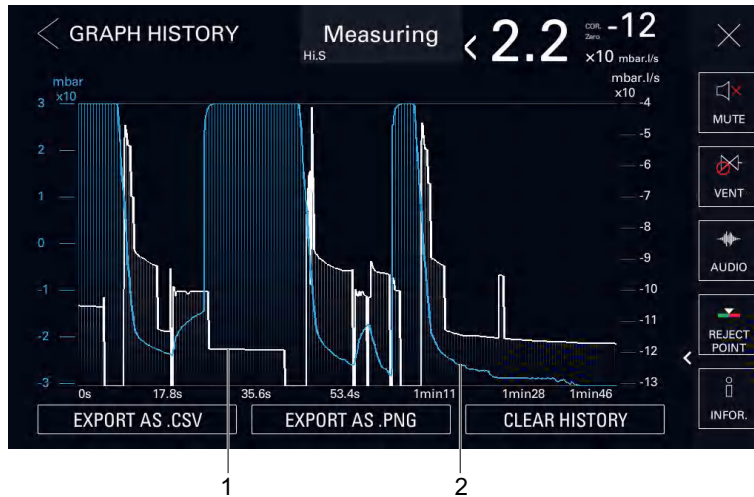 GRAPH HISTORY
Measuring
Hi.S
< 2.2
COR.
Zero
-12
x10 mbar.l/s
mbar
x10
mbar.l/s
x10
3
2
1
0
-1
-2
-3
-4
-5
-6
-7
-8
-9
-10
-11
-12
-13
0s 17.8s 35.6s 53.4s 1min11 1min28 1min46
EXPORT AS .CSV
EXPORT AS .PNG
CLEAR HISTORY
MUTE
VENT
AUDIO
REJECT
POINT
INFOR.
1
2